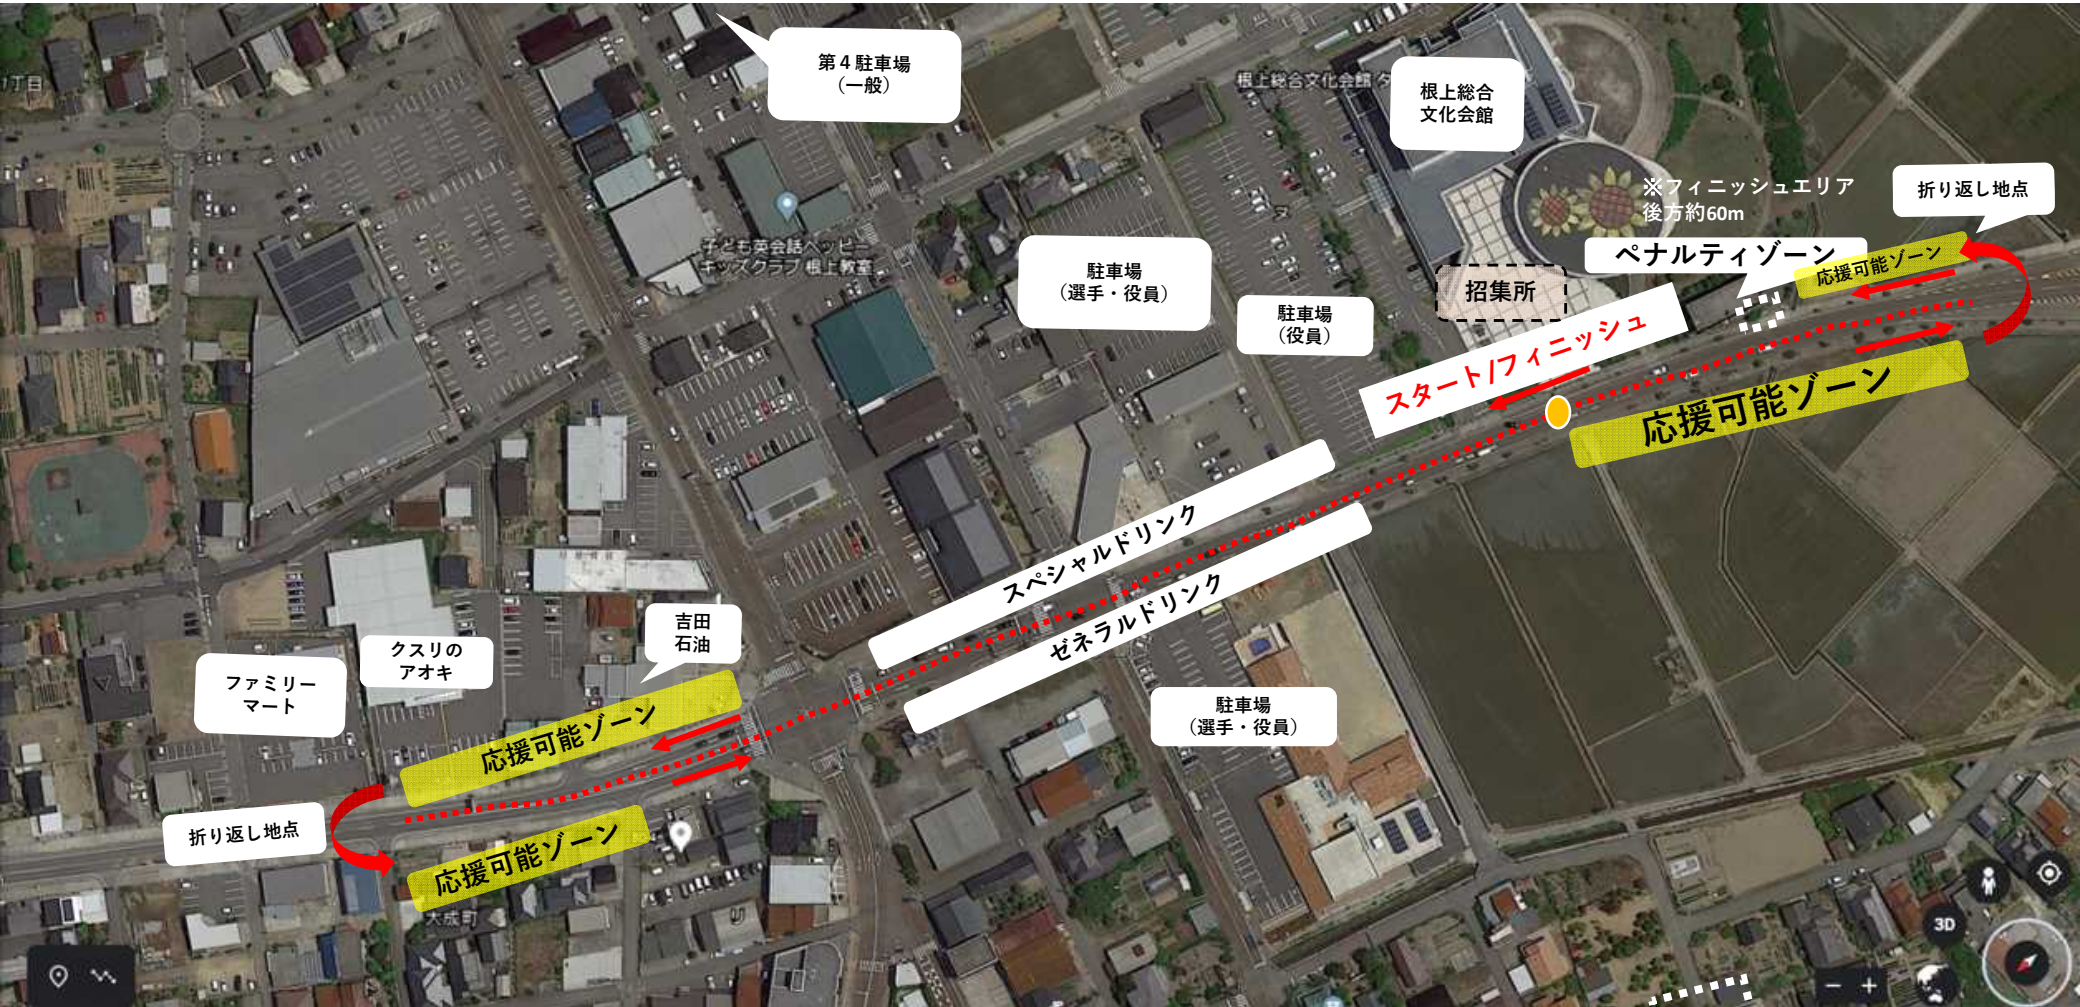 第４駐車場
（一般）
1丁目
根上総合文化会館 タ
根上総合
文化会館
※フィニッシュエリア
後方約60m
折り返し地点
ペナルティゾーン
応援可能ゾーン
子ども英会話ペッピー
キッズクラブ 根上教室
駐車場
（選手・役員）
招集所
駐車場
（役員）
スタート/フィニッシュ
応援可能ゾーン
スペシャルドリンク
ゼネラルドリンク
吉田
石油
クスリの
アオキ
ファミリー
マート
駐車場
（選手・役員）
応援可能ゾーン
折り返し地点
応援可能ゾーン
大成町
3D